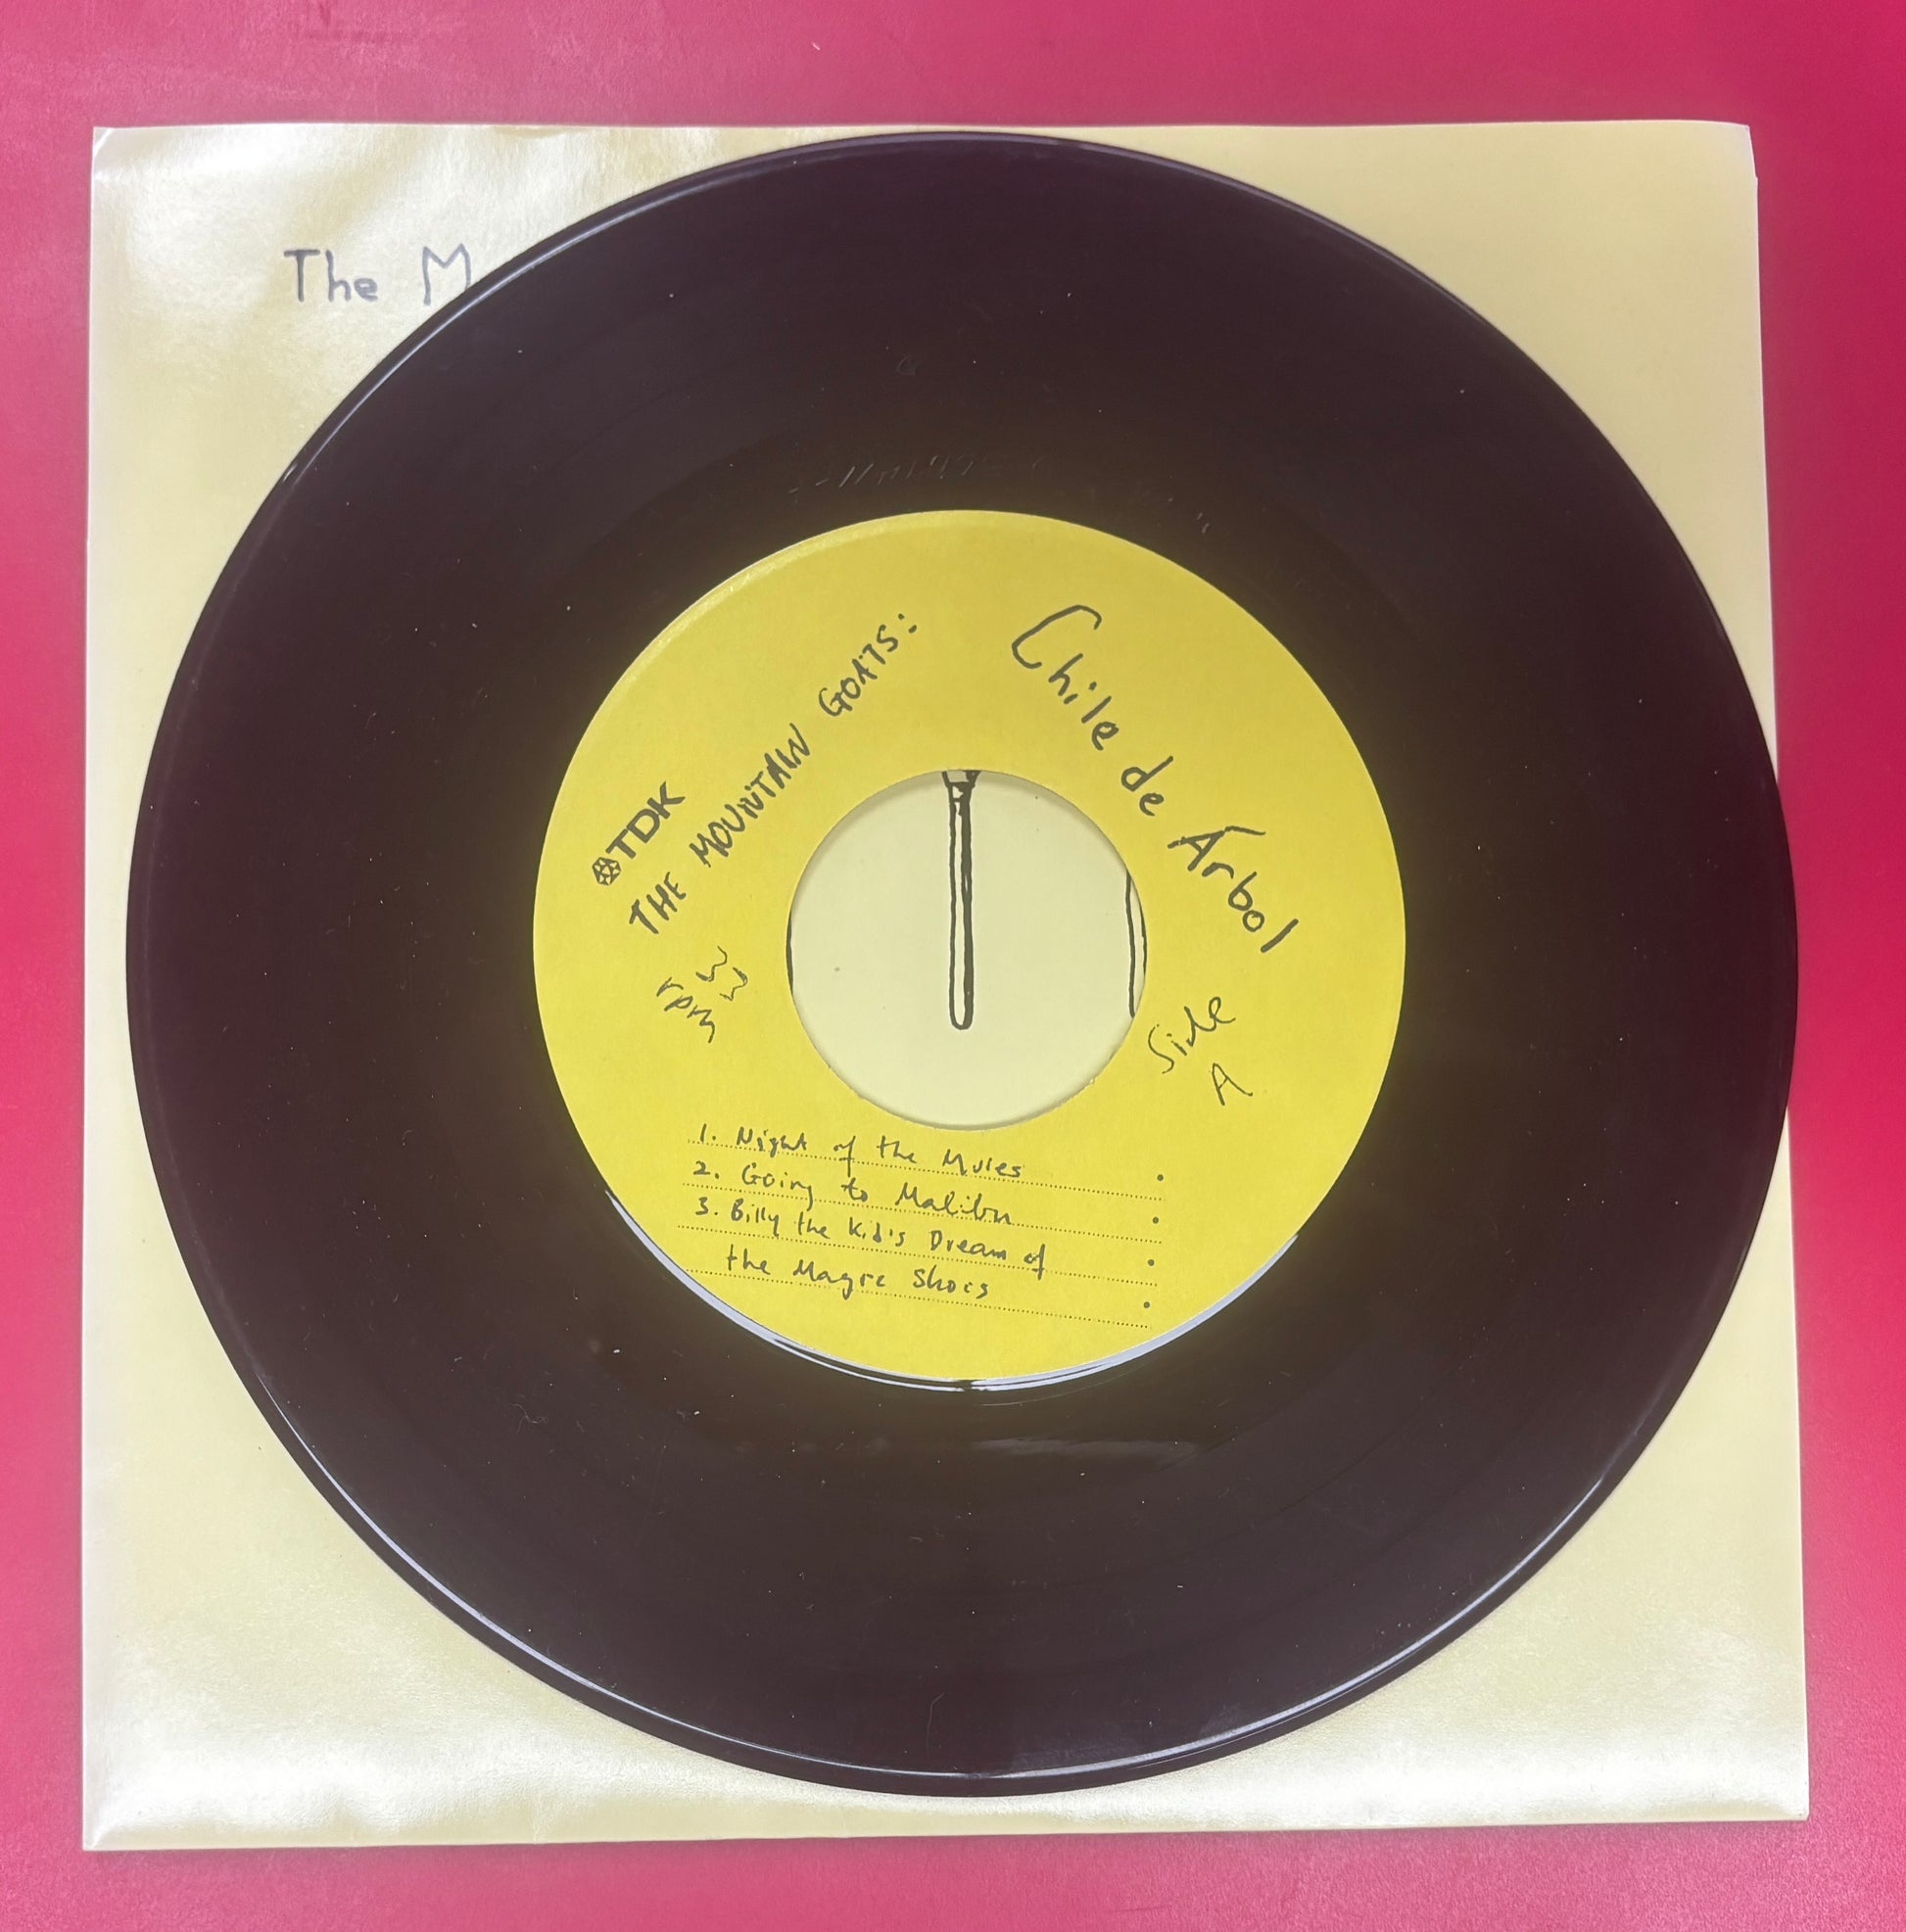 The M
TDK
THE MOUNTAIN GOATS:
Chile de Árbol
33
rpm
Side
A
1. Night of the Mules
2. Going to Malibu
3. Billy the Kid's Dream of
the Magic Shoes